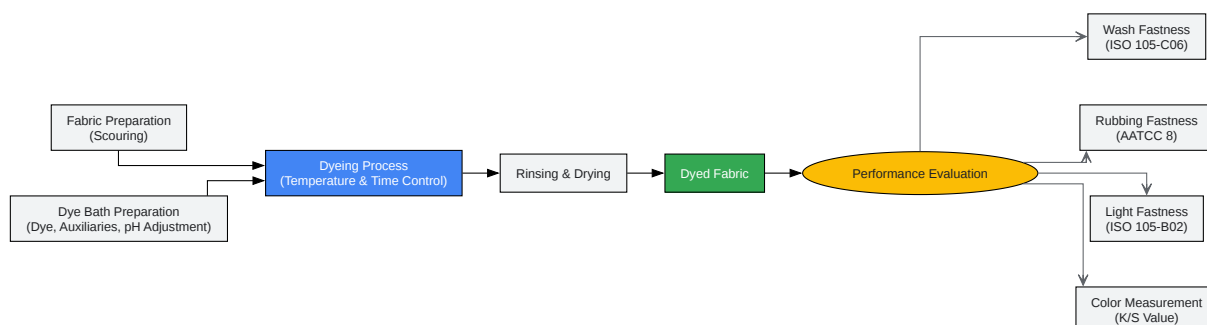 Wash Fastness
(ISO 105-C06)
Fabric Preparation
(Scouring)
Rubbing Fastness
(AATCC 8)
Dyeing Process
(Temperature & Time Control)
Rinsing & Drying
Dyed Fabric
Performance Evaluation
Dye Bath Preparation
(Dye, Auxiliaries, pH Adjustment)
Light Fastness
(ISO 105-B02)
Color Measurement
(K/S Value)